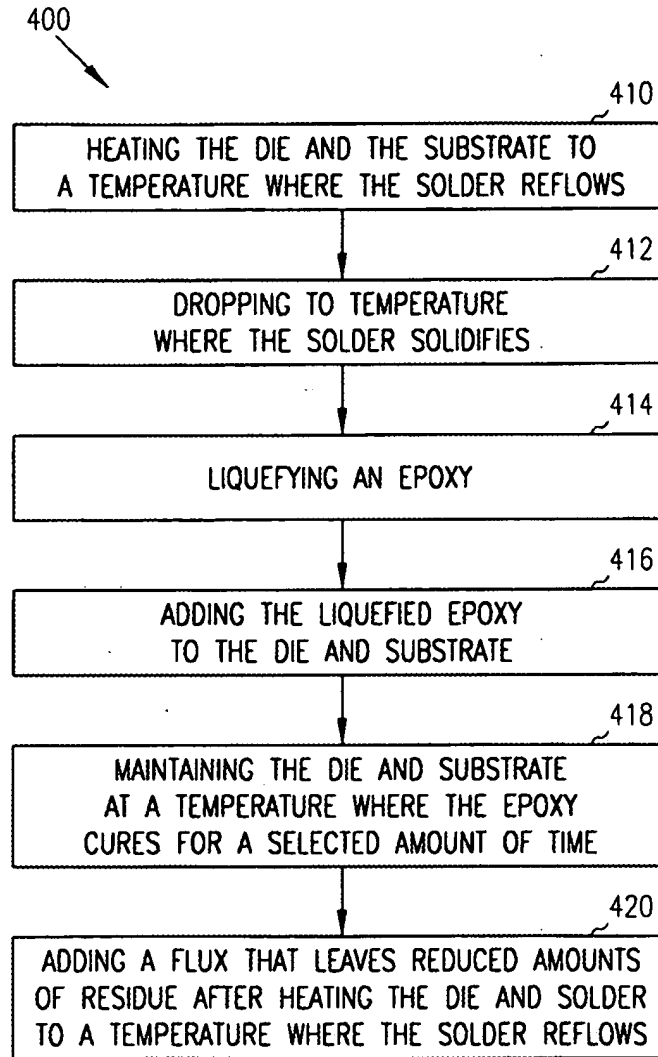 400
410
HEATING THE DIE AND THE SUBSTRATE TO
A TEMPERATURE WHERE THE SOLDER REFLOWS
412
DROPPING TO TEMPERATURE
WHERE THE SOLDER SOLIDIFIES
414
LIQUEFYING AN EPOXY
416
ADDING THE LIQUEFIED EPOXY
TO THE DIE AND SUBSTRATE
418
MAINTAINING THE DIE AND SUBSTRATE
AT A TEMPERATURE WHERE THE EPOXY
CURES FOR A SELECTED AMOUNT OF TIME
420
ADDING A FLUX THAT LEAVES REDUCED AMOUNTS
OF RESIDUE AFTER HEATING THE DIE AND SOLDER
TO A TEMPERATURE WHERE THE SOLDER REFLOWS